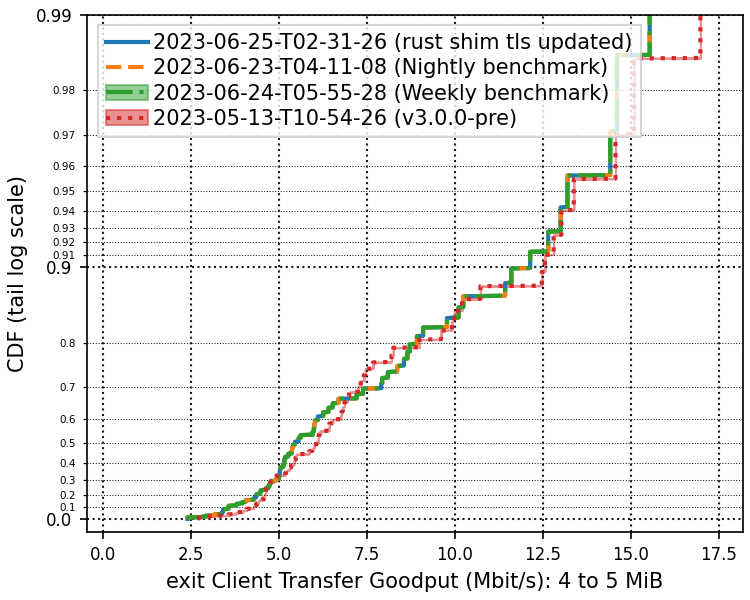 2023-06-25-T02-31-26 (rust shim tls updated)
2023-06-23-T04-11-08 (Nightly benchmark)
2023-06-24-T05-55-28 (Weekly benchmark)
2023-05-13-T10-54-26 (v3.0.0-pre)
CDF (tail log scale)
0.99
0.98
0.97
0.96
0.95
0.94
0.93
0.92
0.91
0.9
0.8
0.7
0.6
0.5
0.4
0.3
0.2
0.1
0.0
0.0 2.5 5.0 7.5 10.0 12.5 15.0 17.5
exit Client Transfer Goodput (Mbit/s): 4 to 5 MiB